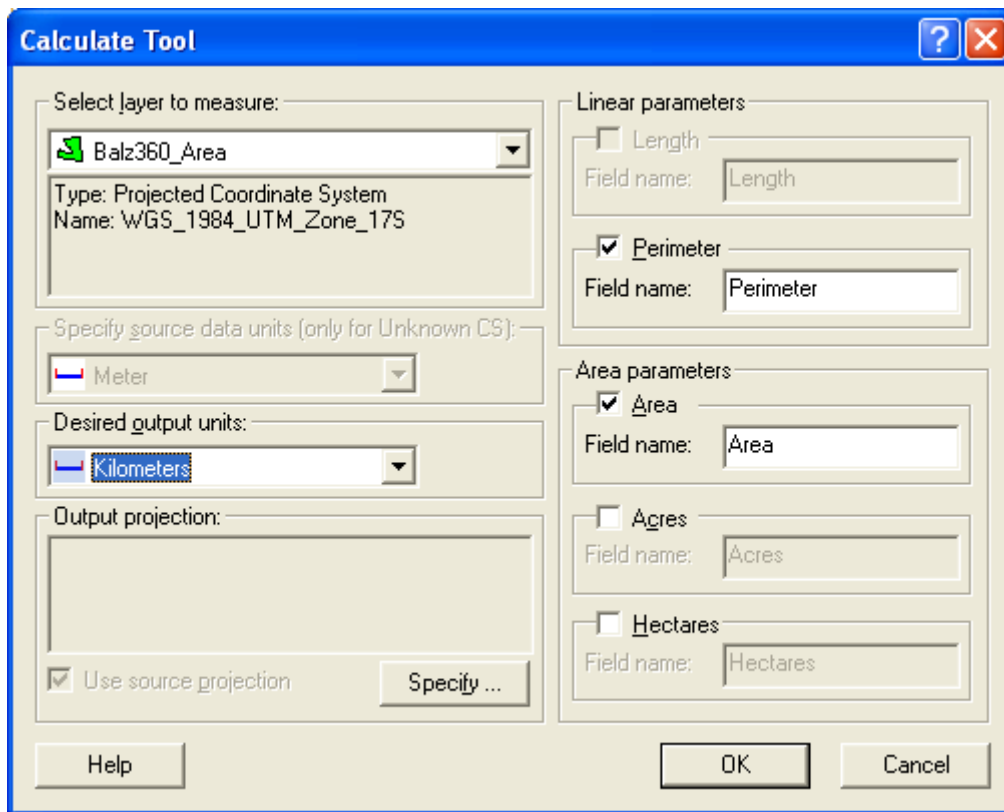 Calculate Tool
Select layer to measure:
Balz360_Area
Type: Projected Coordinate System
Name: WGS_1984_UTM_Zone_17S
Specify source data units (only for Unknown CS):
Meter
Desired output units:
Kilometers
Output projection:
Use source projection
Specify ...
Linear parameters
Length
Field name: Length
Perimeter
Field name: Perimeter
Area parameters
Area
Field name: Area
Acres
Field name: Acres
Hectares
Field name: Hectares
Help
OK
Cancel